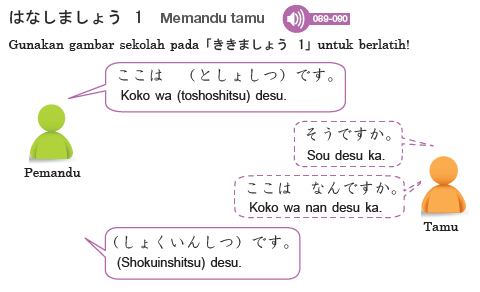 はなしましょう 1 Memandu tamu 089-090
Gunakan gambar sekolah pada「ききましょう 1」untuk berlatih!
ここは （としょしつ）です。
Koko wa (toshoshitsu) desu.
Pemandu
そうですか。
Sou desu ka.
ここは なんですか。
Koko wa nan desu ka.
Tamu
（しょくいんしつ）です。
(Shokuinshitsu) desu.